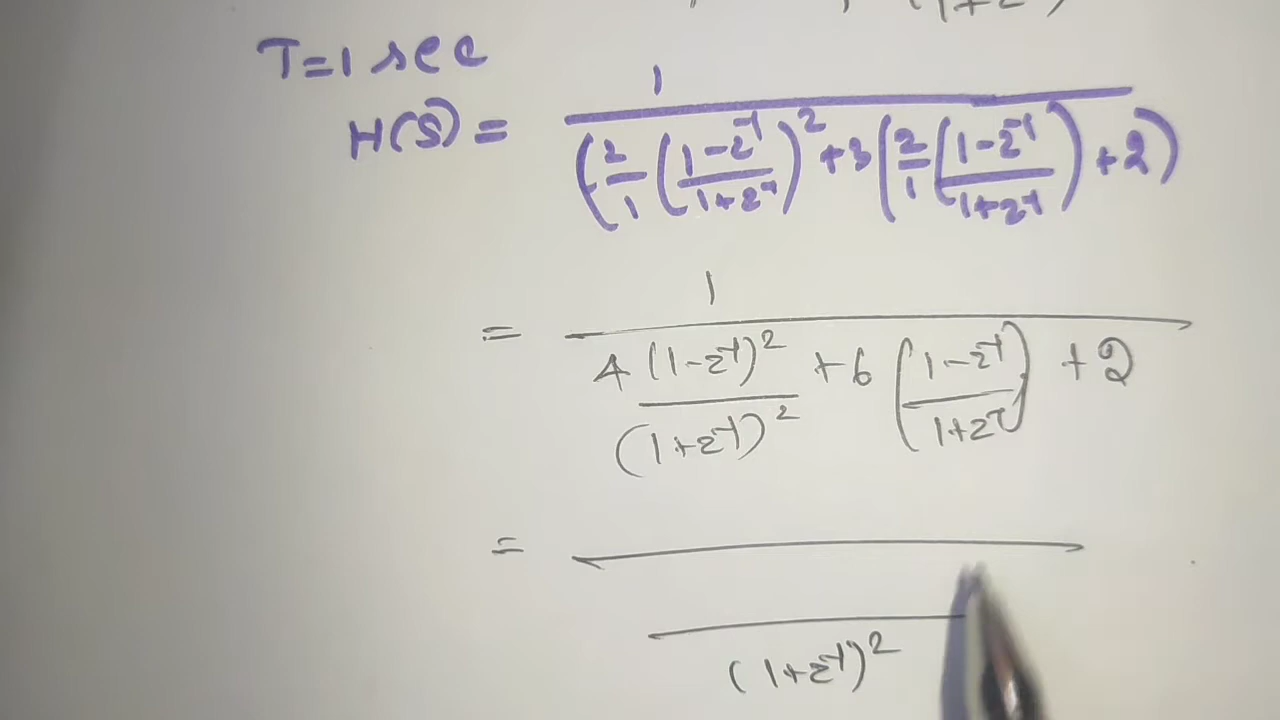 T=1 sec
1
H(S) = (2/1 (1-z⁻¹/1+z⁻¹)² + 3(2/1 (1-z⁻¹/1+z⁻¹) + 2)
1
= 4(1-z⁻¹)²/(1+z⁻¹)² + 6 (1-z⁻¹/1+z⁻¹) + 2
=
(1+z⁻¹)²